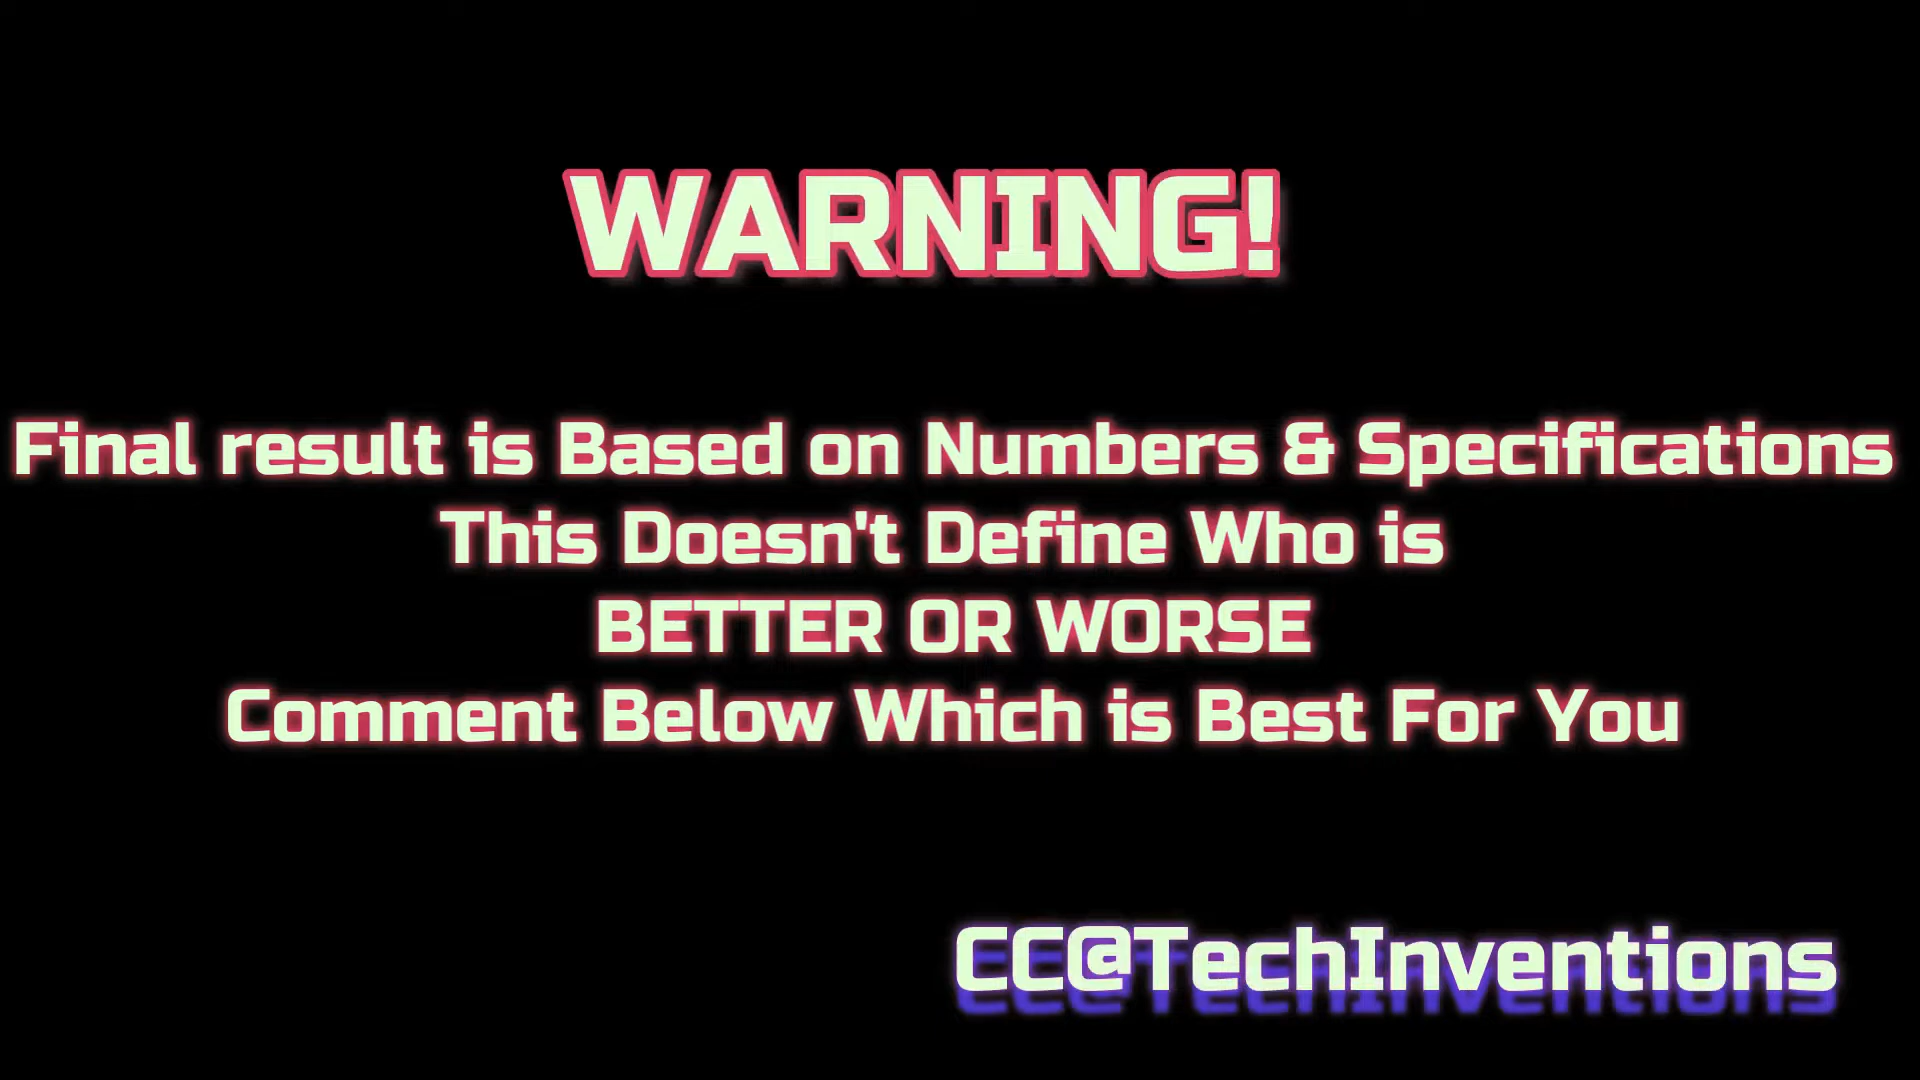 WARNING!
Final result is Based on Numbers & Specifications
This Doesn't Define Who is
BETTER OR WORSE
Comment Below Which is Best For You
CC@TechInventions